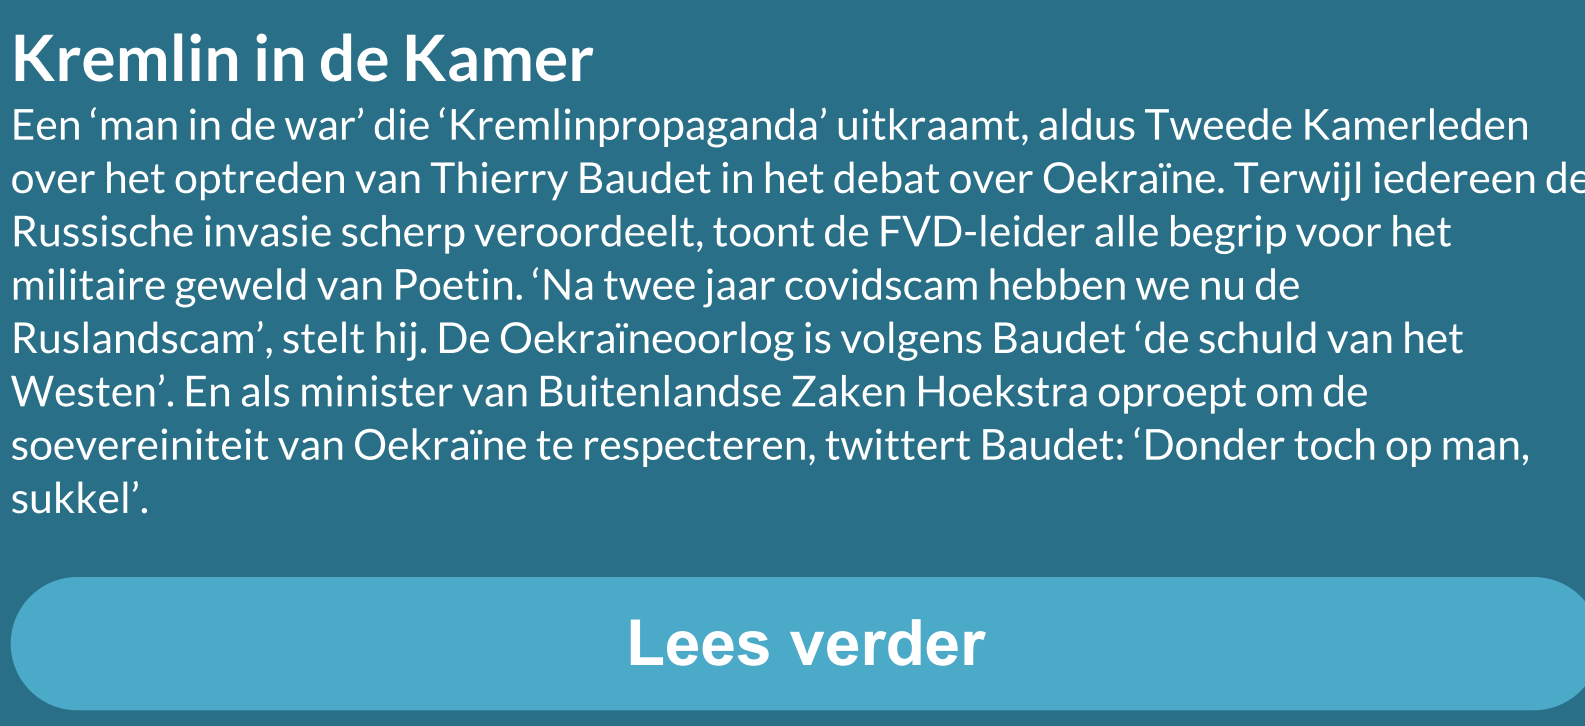 Kremlin in de Kamer
Een ‘man in de war’ die ‘Kremlinpropaganda’ uitkraamt, aldus Tweede Kamerleden
over het optreden van Thierry Baudet in het debat over Oekraïne. Terwijl iedereen de
Russische invasie scherp veroordeelt, toont de FVD-leider alle begrip voor het
militaire geweld van Poetin. ‘Na twee jaar covidscam hebben we nu de
Ruslandscam’, stelt hij. De Oekraïneoorlog is volgens Baudet ‘de schuld van het
Westen’. En als minister van Buitenlandse Zaken Hoekstra oproept om de
soevereiniteit van Oekraïne te respecteren, twittert Baudet: ‘Donder toch op man,
sukkel’.
Lees verder